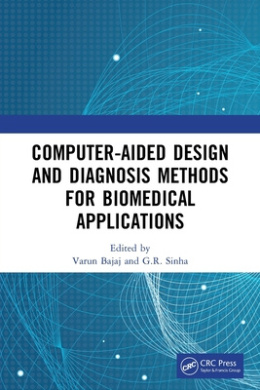 COMPUTER-AIDED DESIGN
AND DIAGNOSIS METHODS
FOR BIOMEDICAL
APPLICATIONS
Edited by
Varun Bajaj and G.R. Sinha
CRC
CRC Press
Taylor & Francis Group